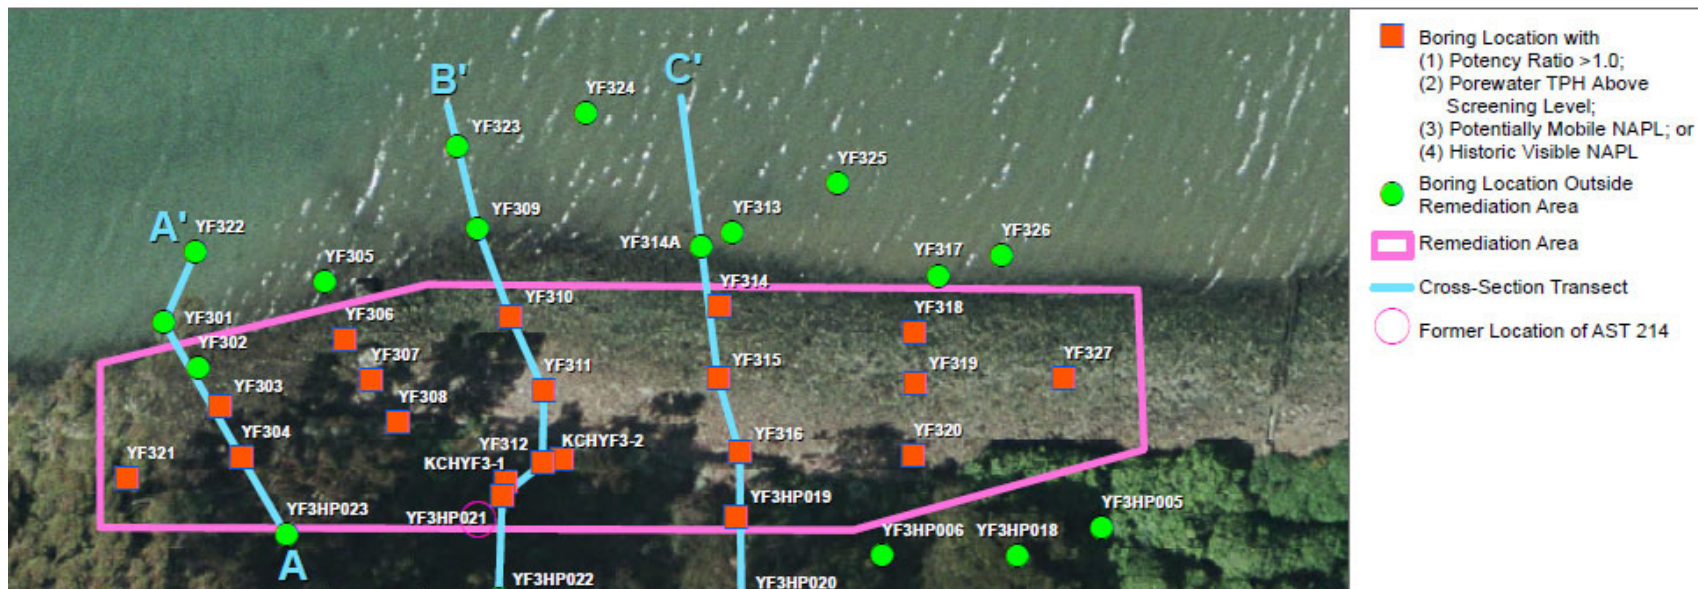 C'
B'
YF324
YF323
YF325
A'
YF322
YF309
YF313
YF314A
YF326
YF317
YF305
YF314
YF310
YF318
YF301
YF306
YF302
YF307
YF311
YF315
YF319
YF327
YF303
YF308
YF304
YF312
KCHYF3-2
YF316
YF320
YF321
KCHYF3-1
YF3HP023
YF3HP021
YF3HP019
YF3HP005
YF3HP006
YF3HP018
A
YF3HP022
YF3HP020
Boring Location with
(1) Potency Ratio >1.0;
(2) Porewater TPH Above
Screening Level;
(3) Potentially Mobile NAPL; or
(4) Historic Visible NAPL
Boring Location Outside
Remediation Area
Remediation Area
Cross-Section Transect
Former Location of AST 214